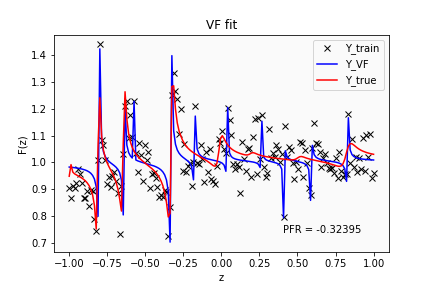 VF fit
Y_train
Y_VF
Y_true
F(z)
1.4
1.3
1.2
1.1
1.0
0.9
0.8
0.7
PFR = -0.32395
−1.00 −0.75 −0.50 −0.25 0.00 0.25 0.50 0.75 1.00
z